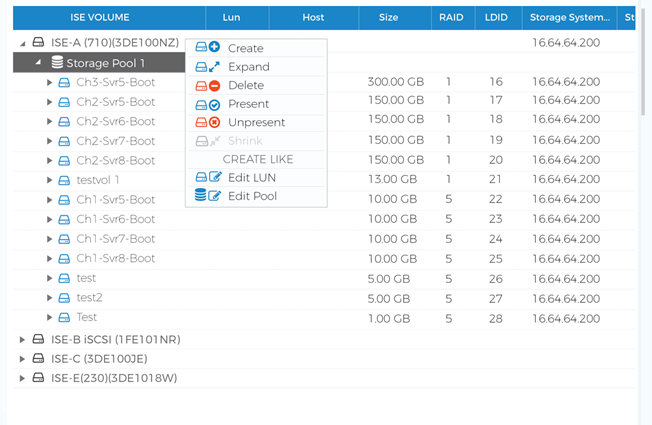 ISE VOLUME Lun Host Size RAID LDID Storage System... St
ISE-A (710)(3DE100NZ) 16.64.64.200
Storage Pool 1
Ch3-Svr5-Boot 300.00 GB 1 16 16.64.64.200
Ch2-Svr5-Boot 150.00 GB 1 17 16.64.64.200
Ch2-Svr6-Boot 150.00 GB 1 18 16.64.64.200
Ch2-Svr7-Boot 150.00 GB 1 19 16.64.64.200
Ch2-Svr8-Boot 150.00 GB 1 20 16.64.64.200
testvol 1 13.00 GB 1 21 16.64.64.200
Ch1-Svr5-Boot 10.00 GB 5 22 16.64.64.200
Ch1-Svr6-Boot 10.00 GB 5 23 16.64.64.200
Ch1-Svr7-Boot 10.00 GB 5 24 16.64.64.200
Ch1-Svr8-Boot 10.00 GB 5 25 16.64.64.200
test 5.00 GB 5 26 16.64.64.200
test2 5.00 GB 5 27 16.64.64.200
Test 1.00 GB 5 28 16.64.64.200
ISE-B iSCSI (1FE101NR)
ISE-C (3DE100JE)
ISE-E(230)(3DE1018W)
Create
Expand
Delete
Present
Unpresent
Shrink
CREATE LIKE
Edit LUN
Edit Pool